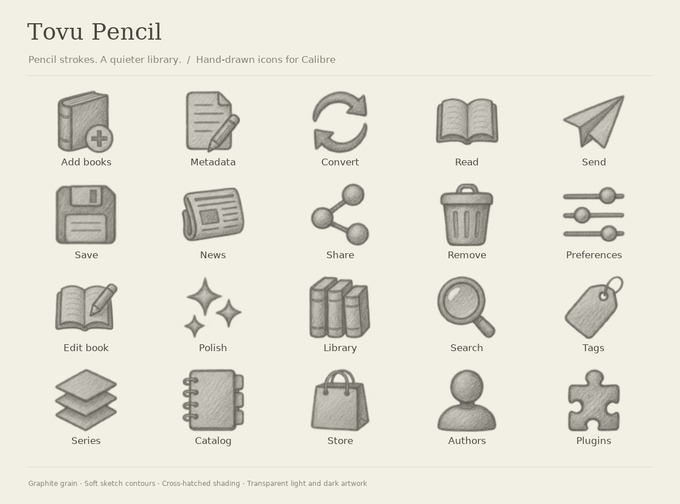 Tovu Pencil
Pencil strokes. A quieter library. / Hand-drawn icons for Calibre
Add books Metadata Convert Read Send
Save News Share Remove Preferences
Edit book Polish Library Search Tags
Series Catalog Store Authors Plugins
Graphite grain · Soft sketch contours · Cross-hatched shading · Transparent light and dark artwork